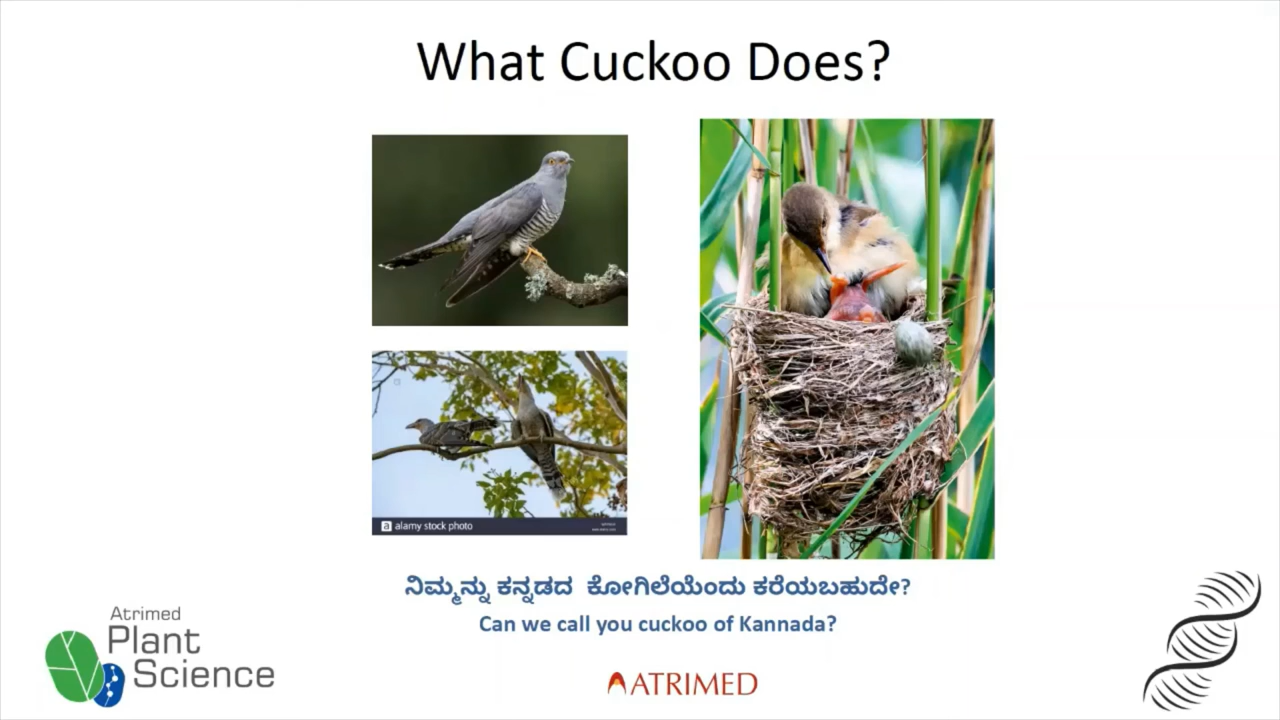 What Cuckoo Does?
a alamy stock photo
ನಿಮ್ಮನ್ನು ಕನ್ನಡದ ಕೋಗಿಲೆಯೆಂದು ಕರೆಯಬಹುದೇ?
Can we call you cuckoo of Kannada?
Atrimed
Plant
Science
ATRIMED